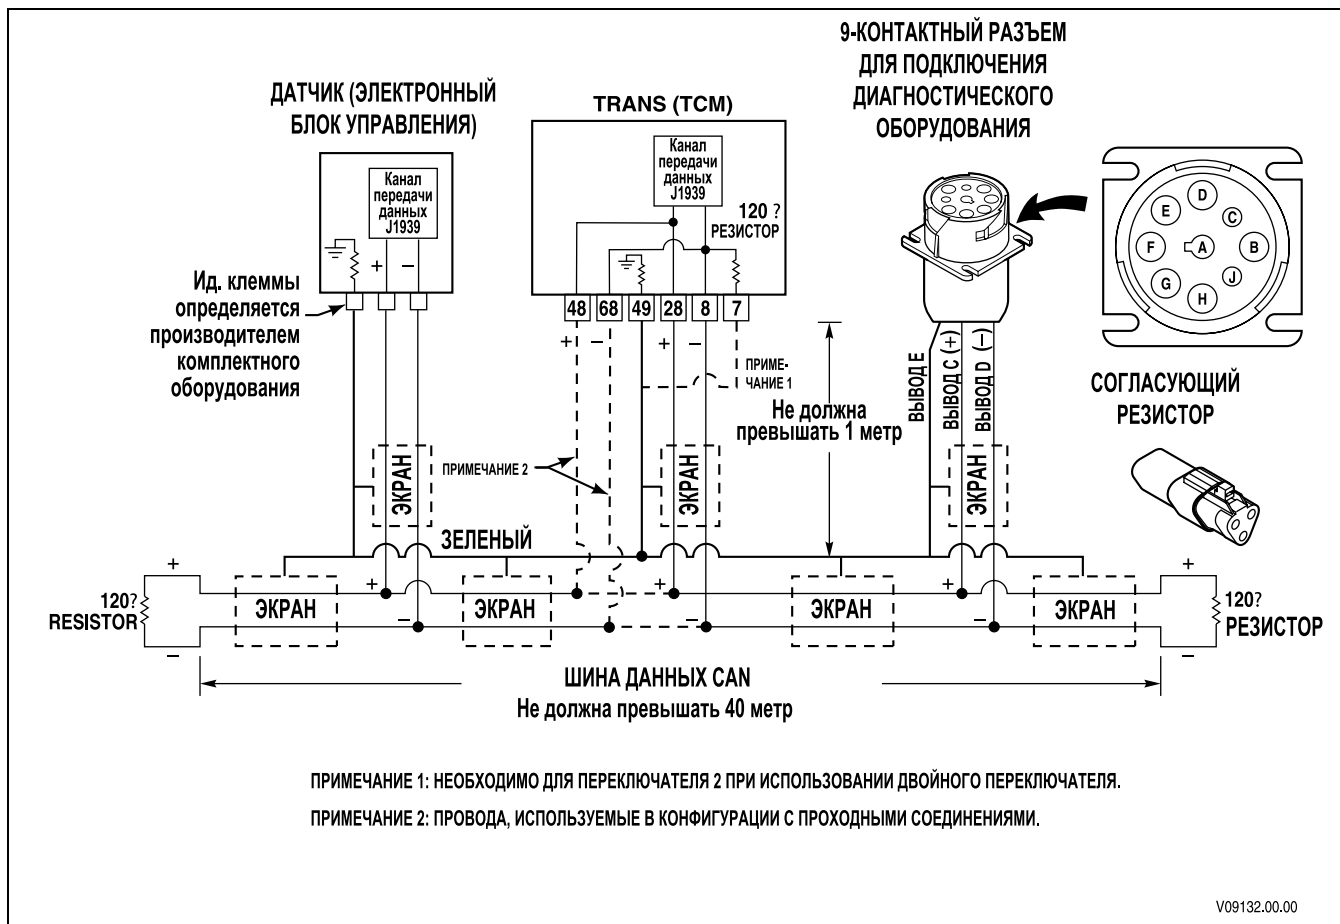 9-КОНТАКТНЫЙ РАЗЪЕМ
ДЛЯ ПОДКЛЮЧЕНИЯ
ДИАГНОСТИЧЕСКОГО
ОБОРУДОВАНИЯ
ДАТЧИК (ЭЛЕКТРОННЫЙ
БЛОК УПРАВЛЕНИЯ)
TRANS (TCM)
Канал
передачи
данных
J1939
+
−
Канал
передачи
данных
J1939
120 ?
РЕЗИСТОР
D
E
C
F
A
B
G
J
H
Ид. клеммы
определяется
производителем
комплектного
оборудования
48
68
49
28
8
7
+
−
+
−
ПРИМЕ-
ЧАНИЕ 1
Не должна
превышать 1 метр
ВЫВОД E
ВЫВОД C (+)
ВЫВОД D (−)
СОГЛАСУЮЩИЙ
РЕЗИСТОР
ЭКРАН
ПРИМЕЧАНИЕ 2
ЭКРАН
ЭКРАН
ЗЕЛЕНЫЙ
+
+
+
+
+
120?
RESISTOR
ЭКРАН
ЭКРАН
ЭКРАН
ЭКРАН
120?
РЕЗИСТОР
−
−
−
−
−
ШИНА ДАННЫХ CAN
Не должна превышать 40 метр
ПРИМЕЧАНИЕ 1: НЕОБХОДИМО ДЛЯ ПЕРЕКЛЮЧАТЕЛЯ 2 ПРИ ИСПОЛЬЗОВАНИИ ДВОЙНОГО ПЕРЕКЛЮЧАТЕЛЯ.
ПРИМЕЧАНИЕ 2: ПРОВОДА, ИСПОЛЬЗУЕМЫЕ В КОНФИГУРАЦИИ С ПРОХОДНЫМИ СОЕДИНЕНИЯМИ.
V09132.00.00